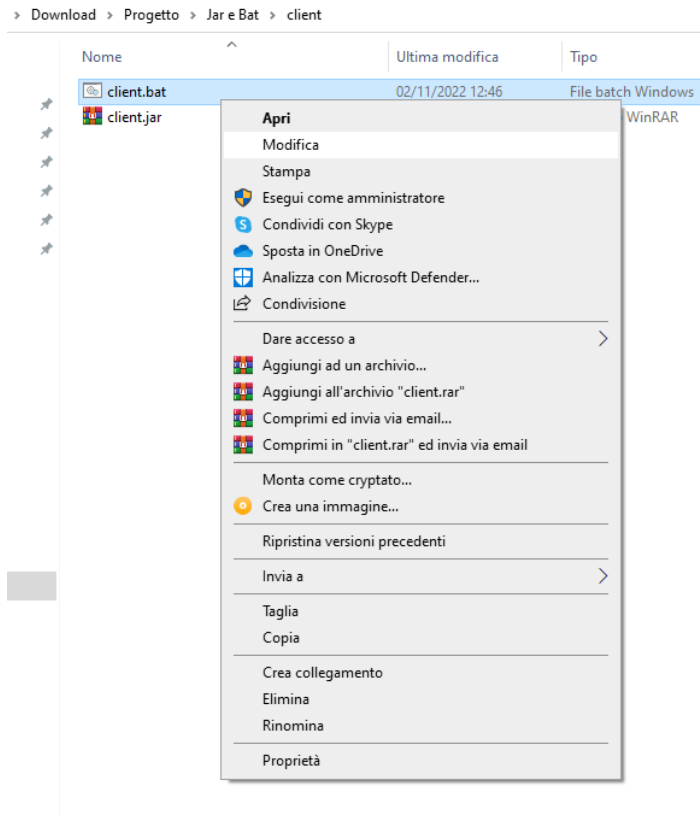 > Download > Progetto > Jar e Bat > client
Nome Ultima modifica Tipo
client.bat 02/11/2022 12:46 File batch Windows
client.jar WinRAR
Apri
Modifica
Stampa
Esegui come amministratore
Condividi con Skype
Sposta in OneDrive
Analizza con Microsoft Defender...
Condivisione
Dare accesso a
Aggiungi ad un archivio...
Aggiungi all'archivio "client.rar"
Comprimi ed invia via email...
Comprimi in "client.rar" ed invia via email
Monta come cryptato...
Crea una immagine...
Ripristina versioni precedenti
Invia a
Taglia
Copia
Crea collegamento
Elimina
Rinomina
Proprietà